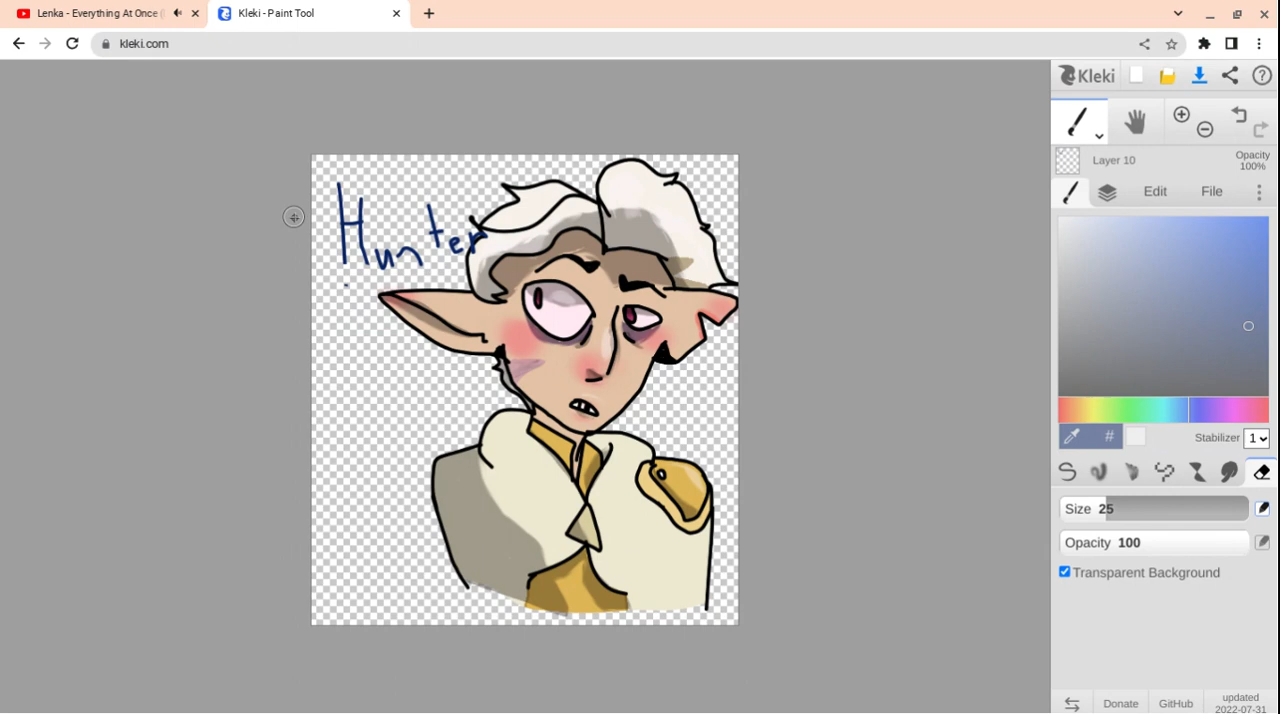 Lenka - Everything At Once (
Kleki - Paint Tool
kleki.com
Kleki
Layer 10
Opacity
100%
Edit
File
Hunter
#
Stabilizer 1
Size 25
Opacity 100
Transparent Background
Donate
GitHub
updated
2022-07-31